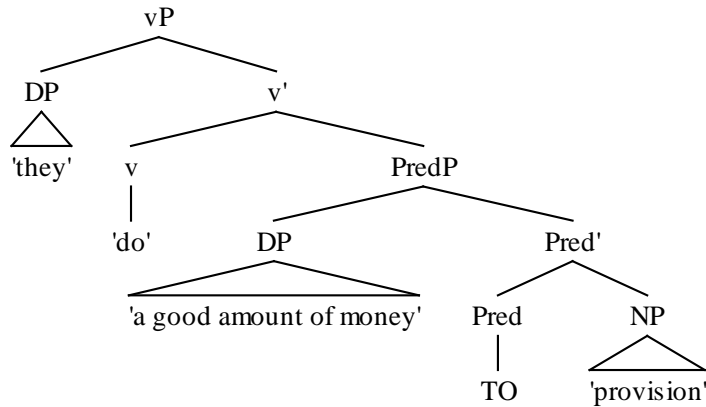 vP
DP v'
'they' v PredP
'do' DP Pred'
'a good amount of money' Pred NP
TO 'provision'